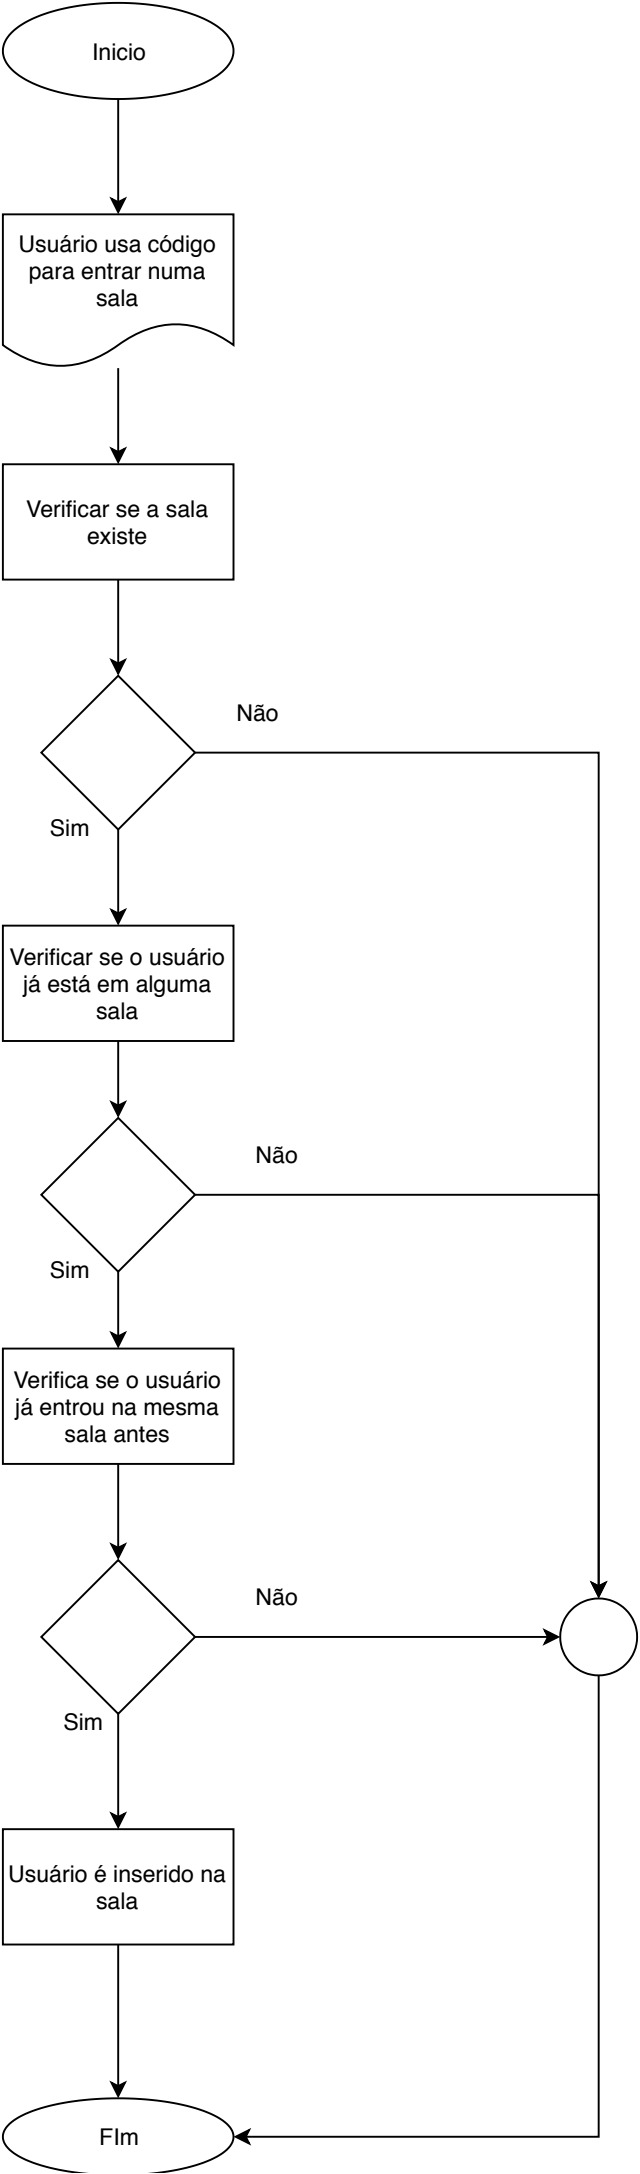 Inicio
Usuário usa código
para entrar numa
sala
Verificar se a sala
existe
Não
Sim
Verificar se o usuário
já está em alguma
sala
Não
Sim
Verifica se o usuário
já entrou na mesma
sala antes
Não
Sim
Usuário é inserido na
sala
FIm